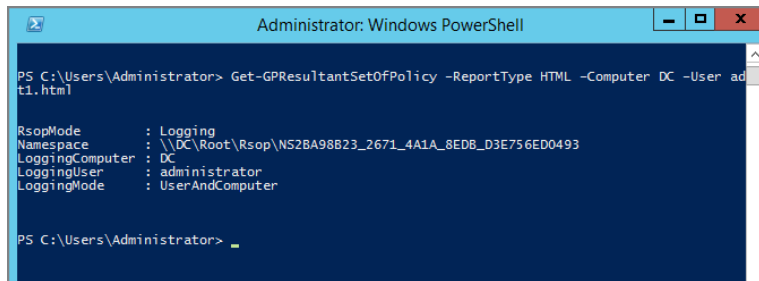 Administrator: Windows PowerShell
PS C:\Users\Administrator> Get-GPResultantSetOfPolicy -ReportType HTML -Computer DC -User ad
t1.html
RsopMode : Logging
Namespace : \\DC\Root\Rsop\NS2BA98B23_2671_4A1A_8EDB_D3E756ED0493
LoggingComputer : DC
LoggingUser : administrator
LoggingMode : UserAndComputer
PS C:\Users\Administrator> _